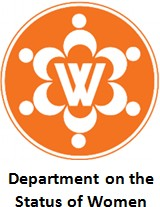 W
Department on the
Status of Women